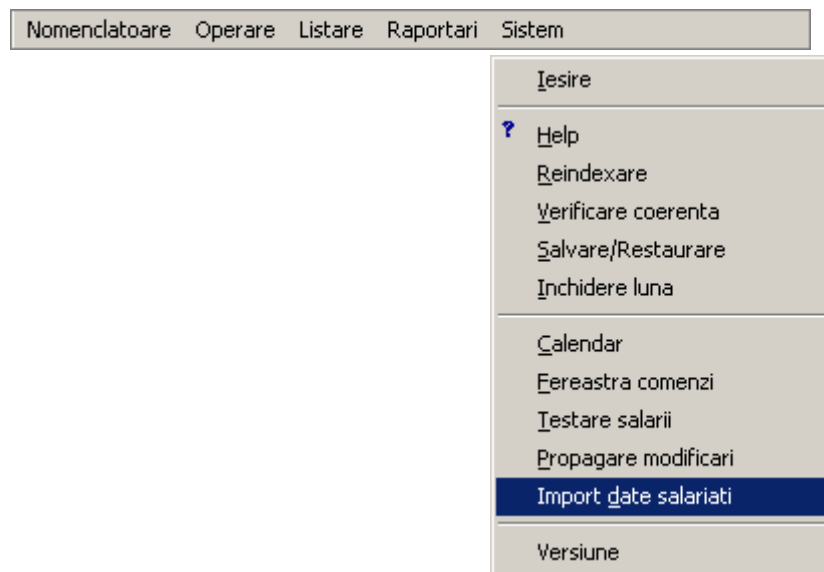 Nomenclatoare Operare Listare Raportari Sistem
Iesire
? Help
Reindexare
Verificare coerenta
Salvare/Restaurare
Inchidere luna
Calendar
Fereastra comenzi
Testare salarii
Propagare modificari
Import date salariati
Versiune